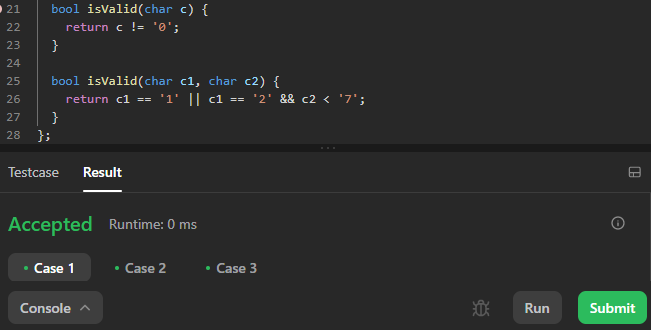 21 bool isValid(char c) {
22 return c != '0';
23 }
24
25 bool isValid(char c1, char c2) {
26 return c1 == '1' || c1 == '2' && c2 < '7';
27 }
28 };
Testcase Result
Accepted Runtime: 0 ms
Case 1 Case 2 Case 3
Console Run Submit